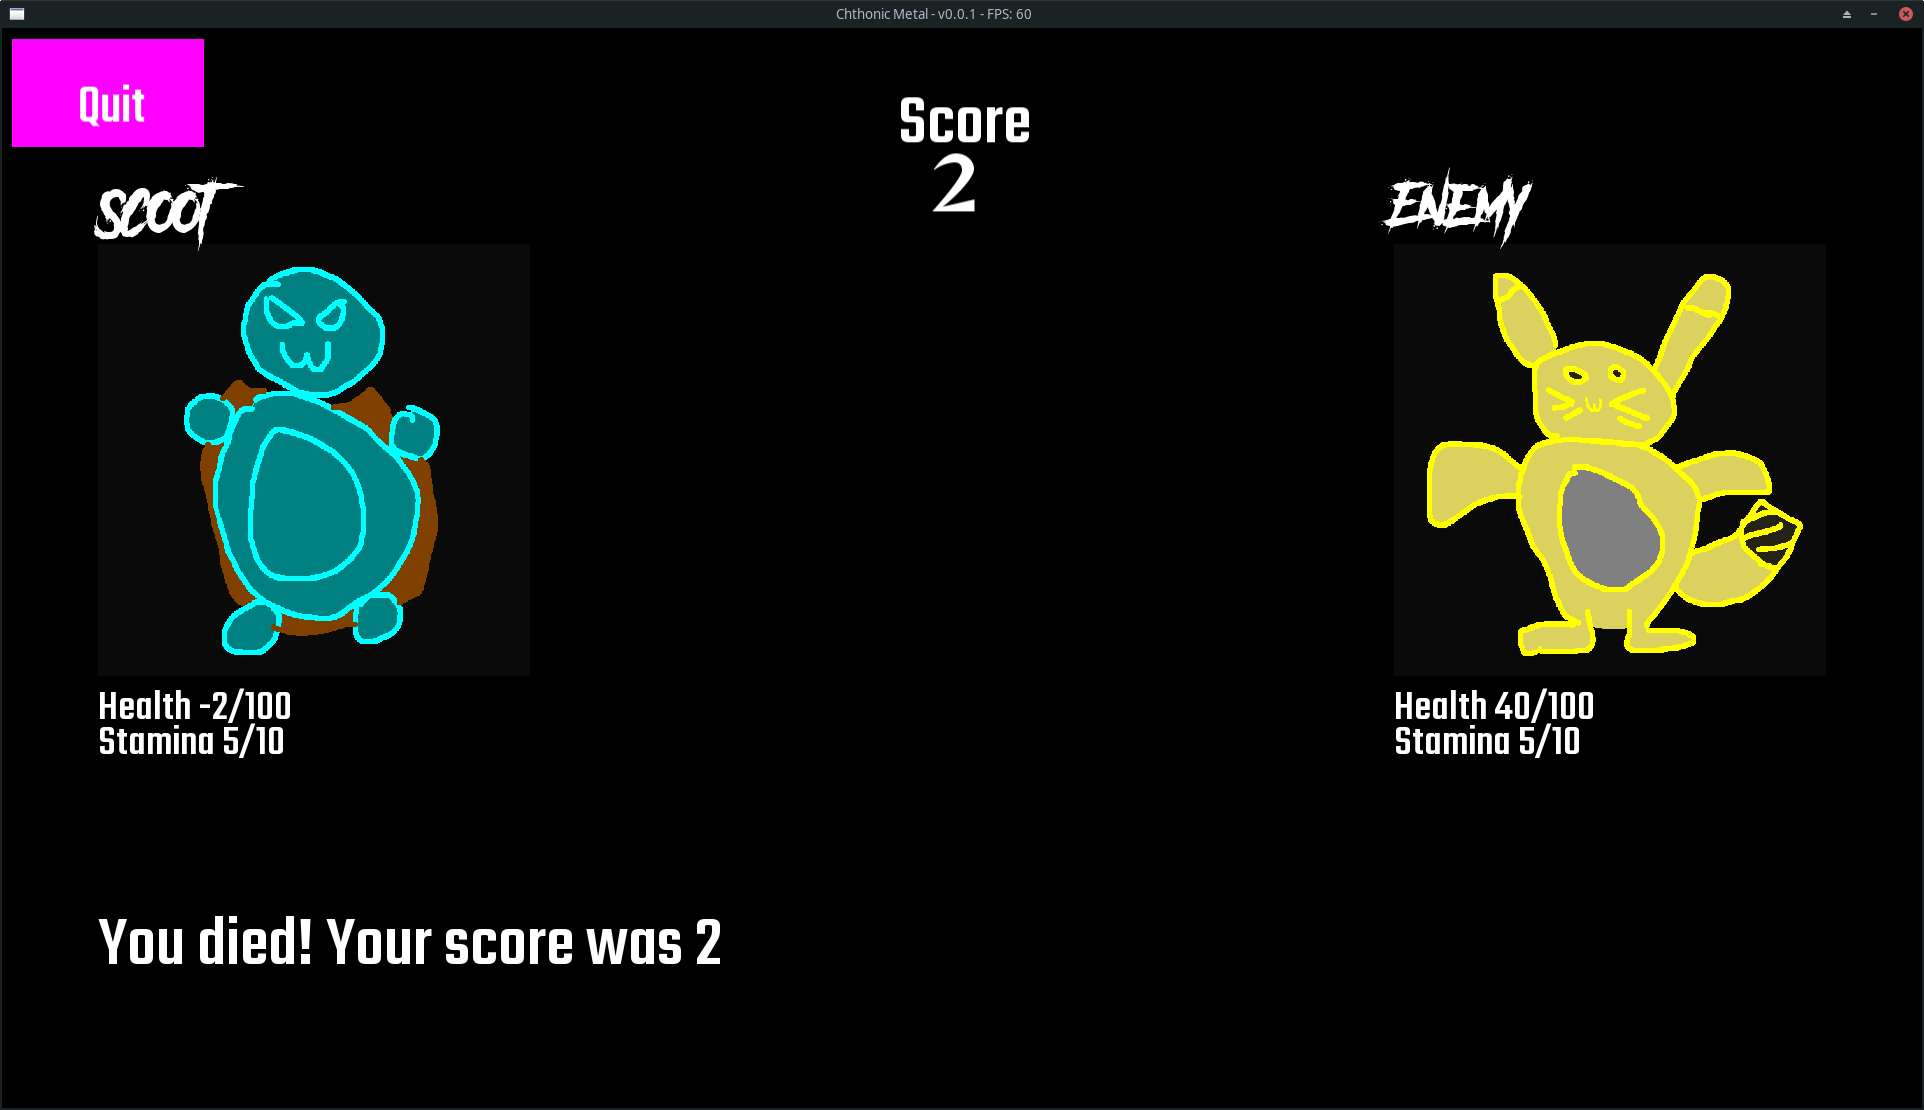 Chthonic Metal - v0.0.1 - FPS: 60
Quit
Score
2
SCOOT
ENEMY
Health -2/100
Stamina 5/10
Health 40/100
Stamina 5/10
You died! Your score was 2